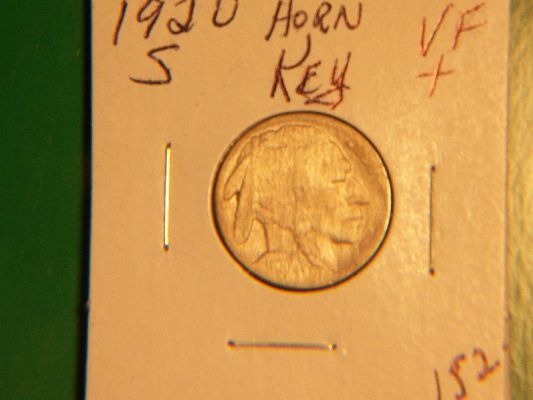 1920 HORN VF
S KEY +
152.